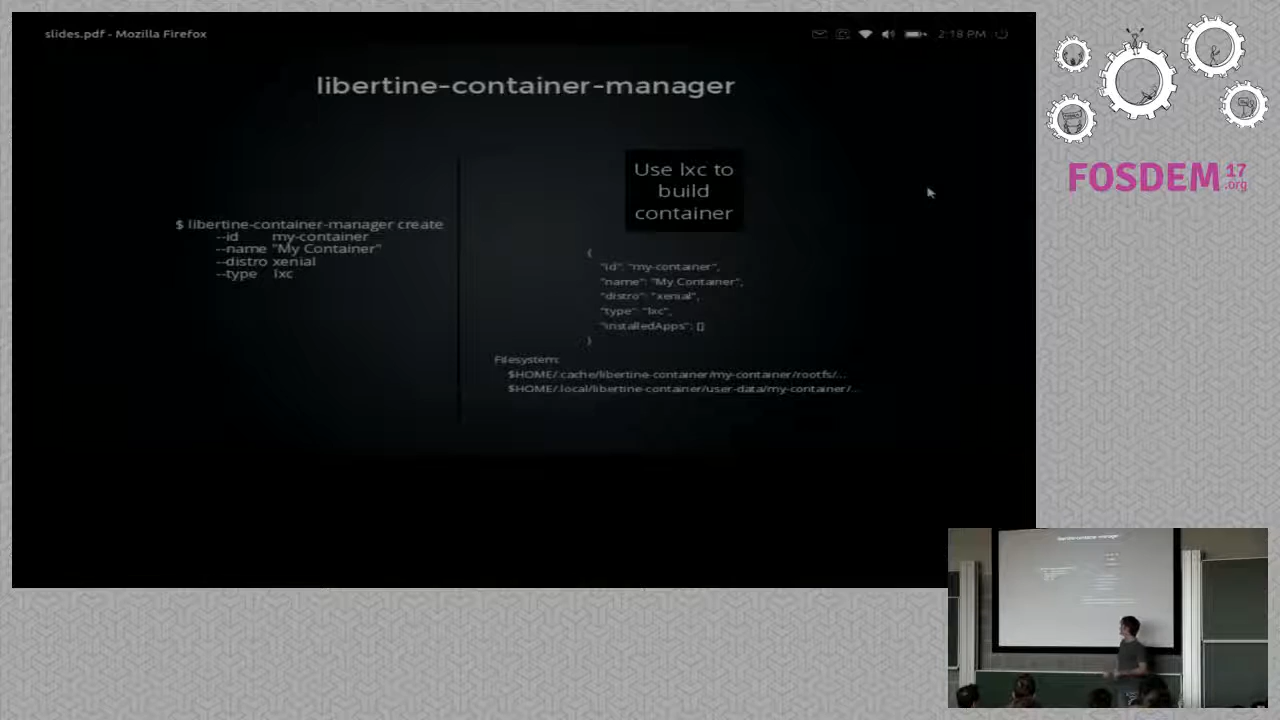 slides.pdf - Mozilla Firefox
2:18 PM
libertine-container-manager
$ libertine-container-manager create
--id my-container
--name "My Container"
--distro xenial
--type lxc
Use lxc to
build
container
{
"id": "my-container",
"name": "My Container",
"distro": "xenial",
"type": "lxc",
"installedApps": []
}
Filesystem:
$HOME/.cache/libertine-container/my-container/rootfs/...
$HOME/.local/libertine-container/user-data/my-container/...
FOSDEM 17
.org
libertine-container-manager